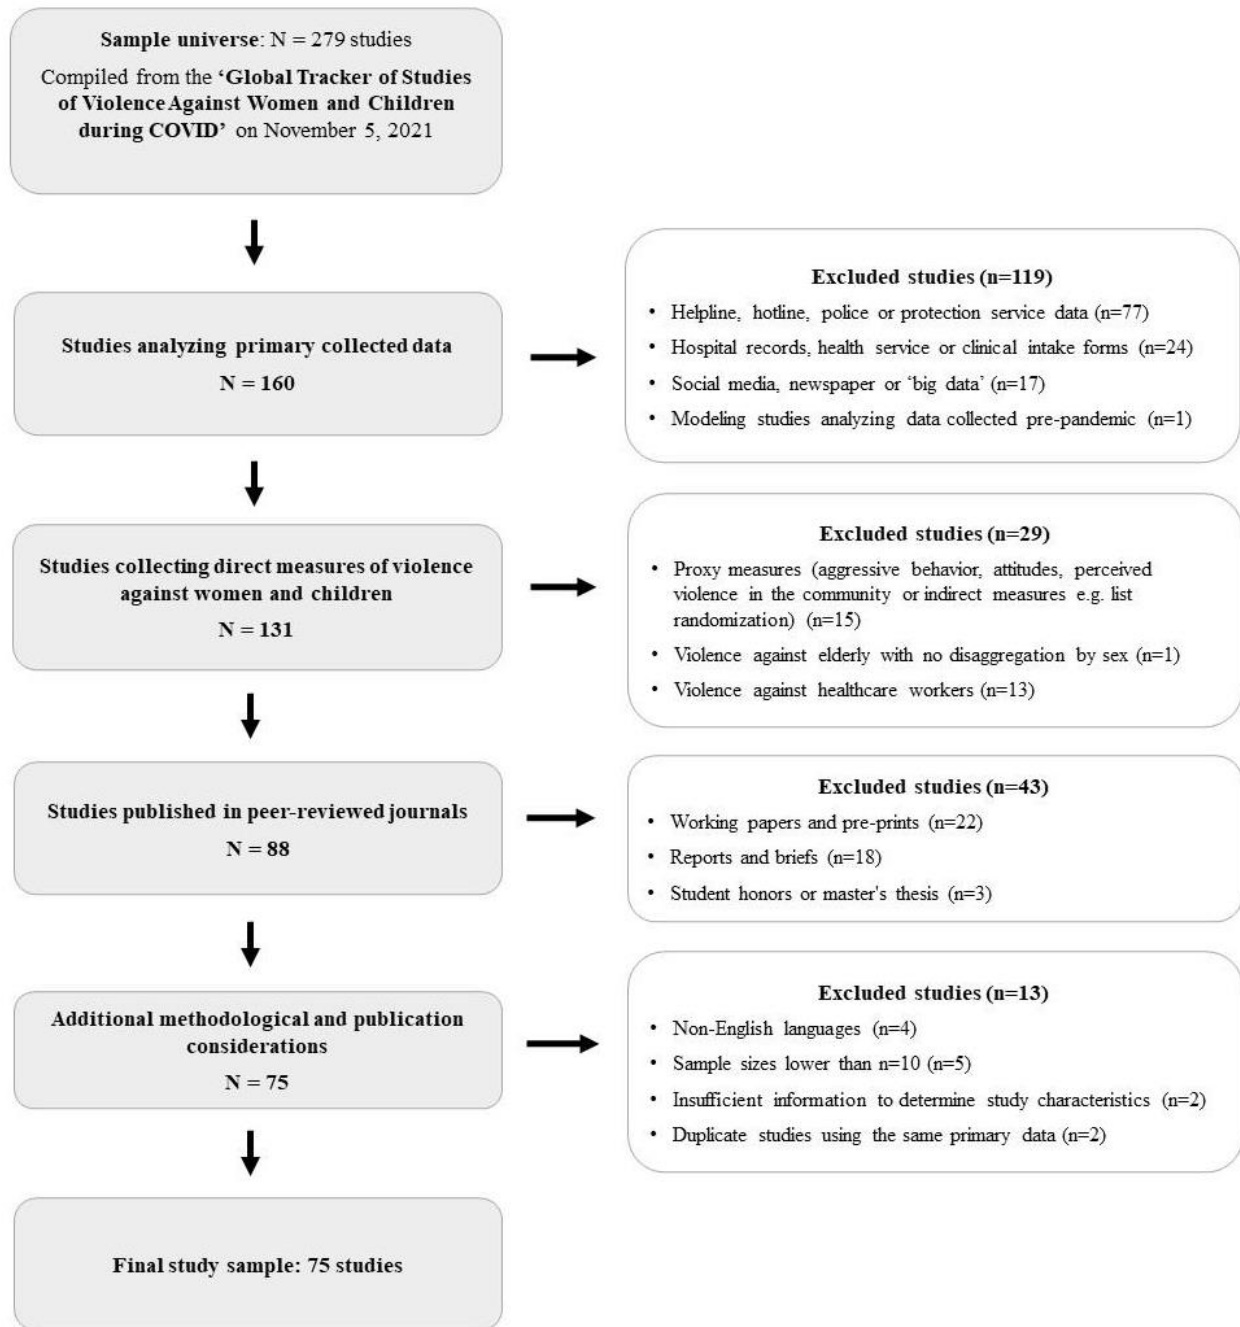 Sample universe: N = 279 studies
Compiled from the ‘Global Tracker of Studies
of Violence Against Women and Children
during COVID’ on November 5, 2021
Studies analyzing primary collected data
N = 160
Excluded studies (n=119)
• Helpline, hotline, police or protection service data (n=77)
• Hospital records, health service or clinical intake forms (n=24)
• Social media, newspaper or ‘big data’ (n=17)
• Modeling studies analyzing data collected pre-pandemic (n=1)
Studies collecting direct measures of violence
against women and children
N = 131
Excluded studies (n=29)
• Proxy measures (aggressive behavior, attitudes, perceived
violence in the community or indirect measures e.g. list
randomization) (n=15)
• Violence against elderly with no disaggregation by sex (n=1)
• Violence against healthcare workers (n=13)
Studies published in peer-reviewed journals
N = 88
Excluded studies (n=43)
• Working papers and pre-prints (n=22)
• Reports and briefs (n=18)
• Student honors or master's thesis (n=3)
Additional methodological and publication
considerations
N = 75
Excluded studies (n=13)
• Non-English languages (n=4)
• Sample sizes lower than n=10 (n=5)
• Insufficient information to determine study characteristics (n=2)
• Duplicate studies using the same primary data (n=2)
Final study sample: 75 studies